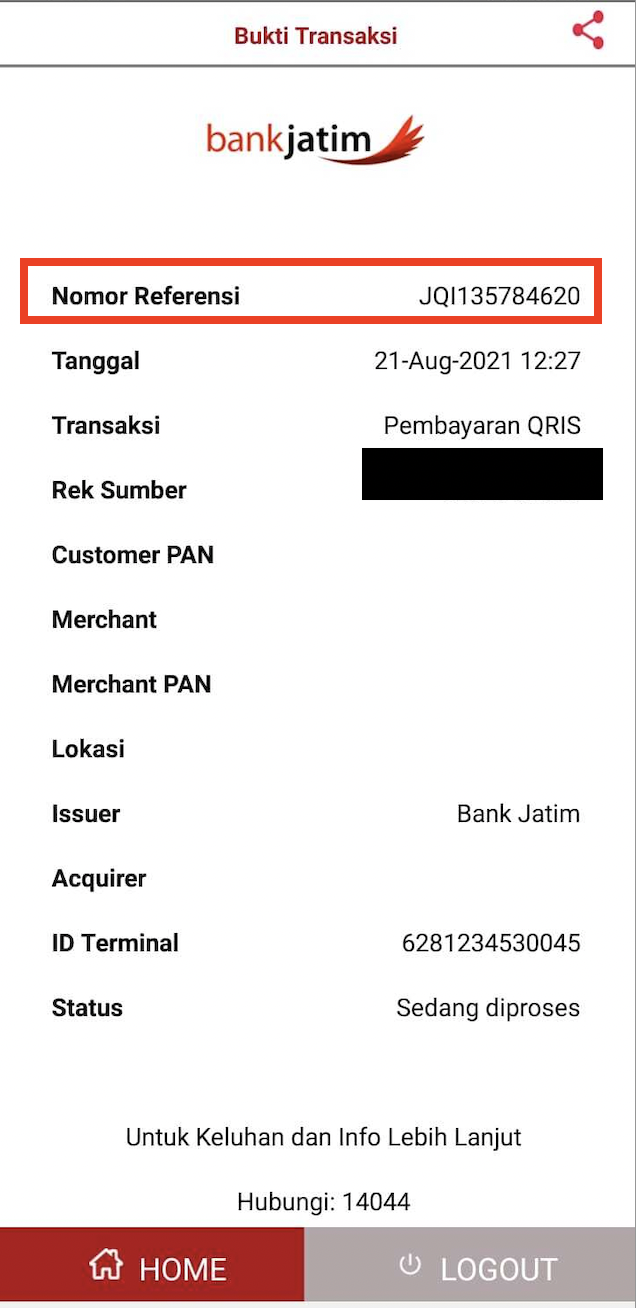 Bukti Transaksi
bankjatim
Nomor Referensi JQI135784620
Tanggal 21-Aug-2021 12:27
Transaksi Pembayaran QRIS
Rek Sumber
Customer PAN
Merchant
Merchant PAN
Lokasi
Issuer Bank Jatim
Acquirer
ID Terminal 6281234530045
Status Sedang diproses
Untuk Keluhan dan Info Lebih Lanjut
Hubungi: 14044
HOME LOGOUT